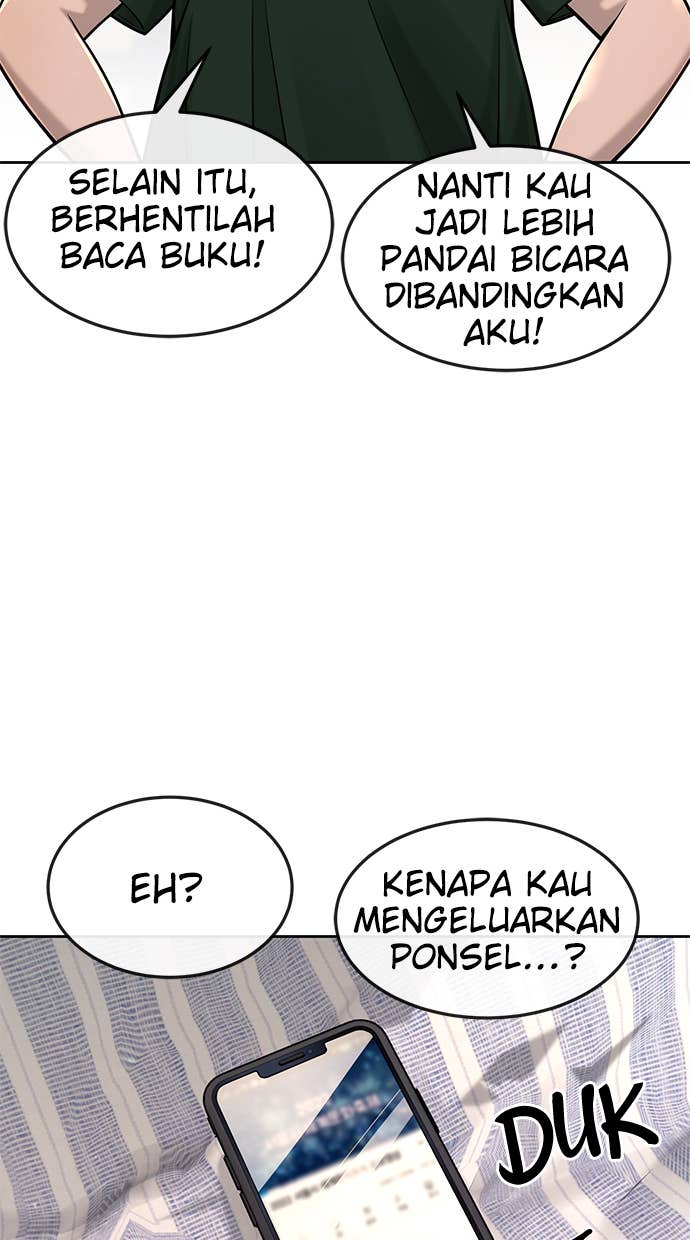 SELAIN ITU,
BERHENTILAH
BACA BUKU!
NANTI KAU
JADI LEBIH
PANDAI BICARA
DIBANDINGKAN
AKU!
EH?
KENAPA KAU
MENGELUARKAN
PONSEL...?
DUK